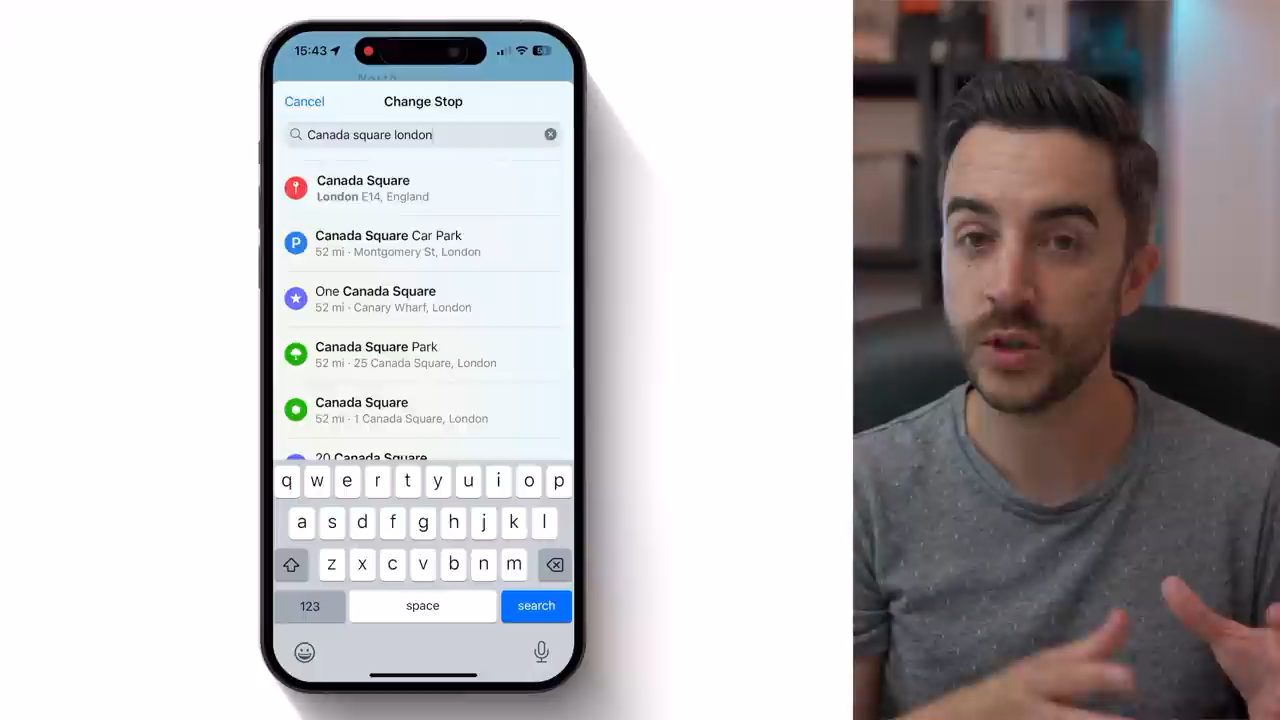 15:43
North
Cancel
Change Stop
Canada square london
Canada Square
London E14, England
P
Canada Square Car Park
52 mi · Montgomery St, London
One Canada Square
52 mi · Canary Wharf, London
Canada Square Park
52 mi · 25 Canada Square, London
Canada Square
52 mi · 1 Canada Square, London
20 Canada Square
q w e r t y u i o p
a s d f g h j k l
z x c v b n m
123
space
search